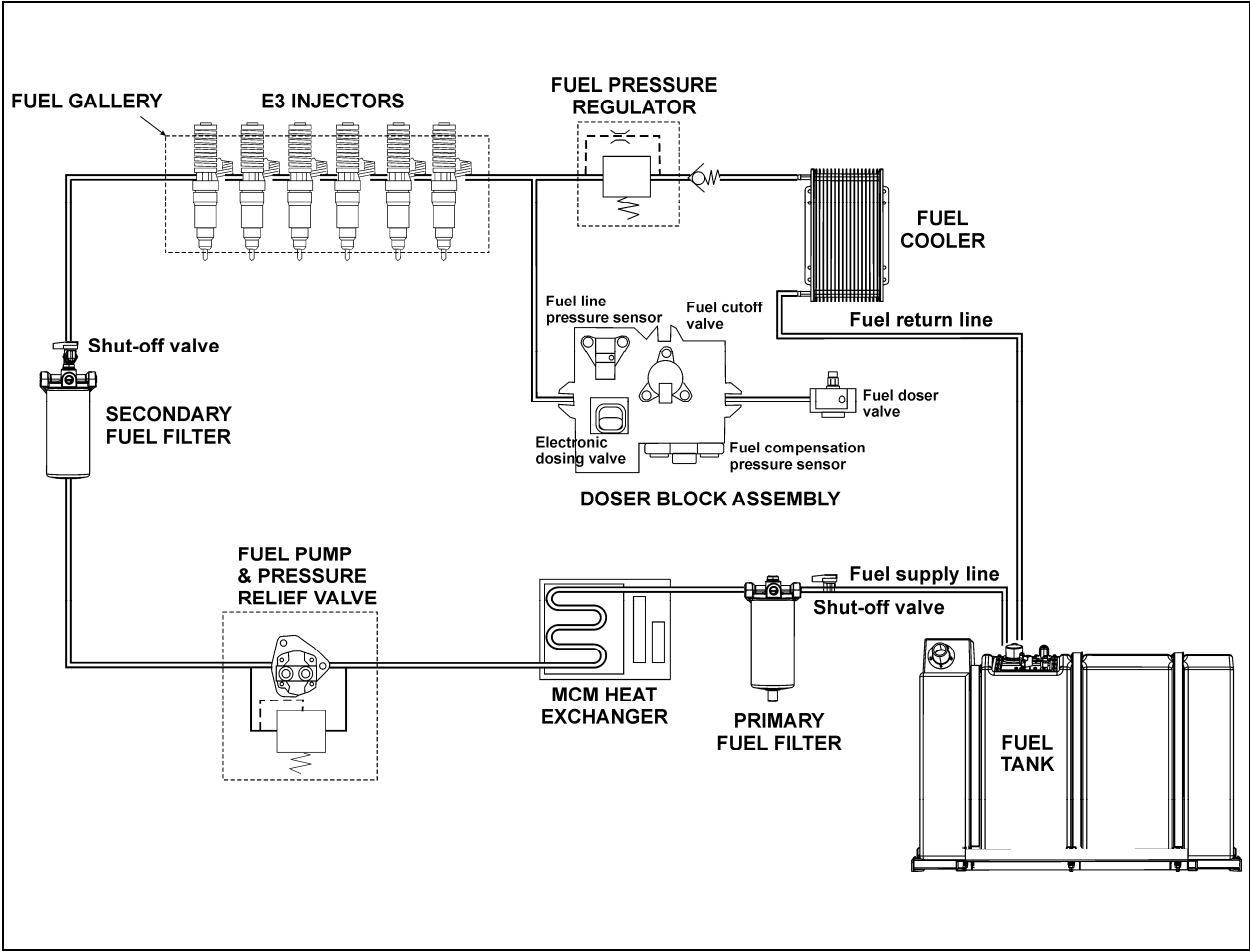 FUEL GALLERY
E3 INJECTORS
FUEL PRESSURE
REGULATOR
FUEL
COOLER
Fuel return line
Fuel line
pressure sensor
Fuel cutoff
valve
Shut-off valve
SECONDARY
FUEL FILTER
Fuel doser
valve
Electronic
dosing valve
Fuel compensation
pressure sensor
DOSER BLOCK ASSEMBLY
FUEL PUMP
& PRESSURE
RELIEF VALVE
Fuel supply line
Shut-off valve
MCM HEAT
EXCHANGER
PRIMARY
FUEL FILTER
FUEL
TANK